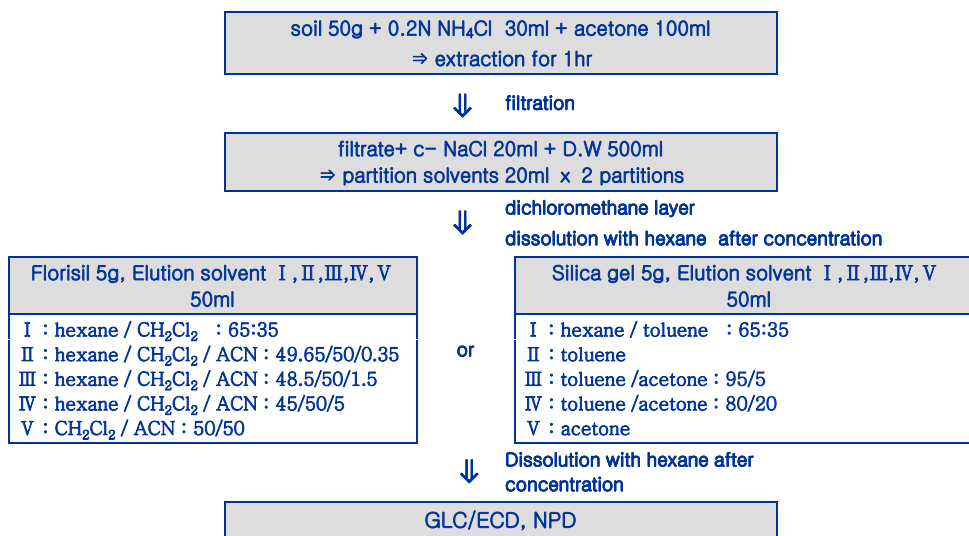 soil 50g + 0.2N NH₄Cl 30ml + acetone 100ml
⇒ extraction for 1hr
⇓ filtration
filtrate+ c- NaCl 20ml + D.W 500ml
⇒ partition solvents 20ml x 2 partitions
⇓
dichloromethane layer
dissolution with hexane after concentration
Florisil 5g, Elution solvent Ⅰ,Ⅱ,Ⅲ,Ⅳ,Ⅴ
50ml
Ⅰ : hexane / CH₂Cl₂ : 65:35
Ⅱ : hexane / CH₂Cl₂ / ACN : 49.65/50/0.35
Ⅲ : hexane / CH₂Cl₂ / ACN : 48.5/50/1.5
Ⅳ : hexane / CH₂Cl₂ / ACN : 45/50/5
Ⅴ : CH₂Cl₂ / ACN : 50/50
or
Silica gel 5g, Elution solvent Ⅰ,Ⅱ,Ⅲ,Ⅳ,Ⅴ
50ml
Ⅰ : hexane / toluene : 65:35
Ⅱ : toluene
Ⅲ : toluene /acetone : 95/5
Ⅳ : toluene /acetone : 80/20
Ⅴ : acetone
⇓
Dissolution with hexane after
concentration
GLC/ECD, NPD